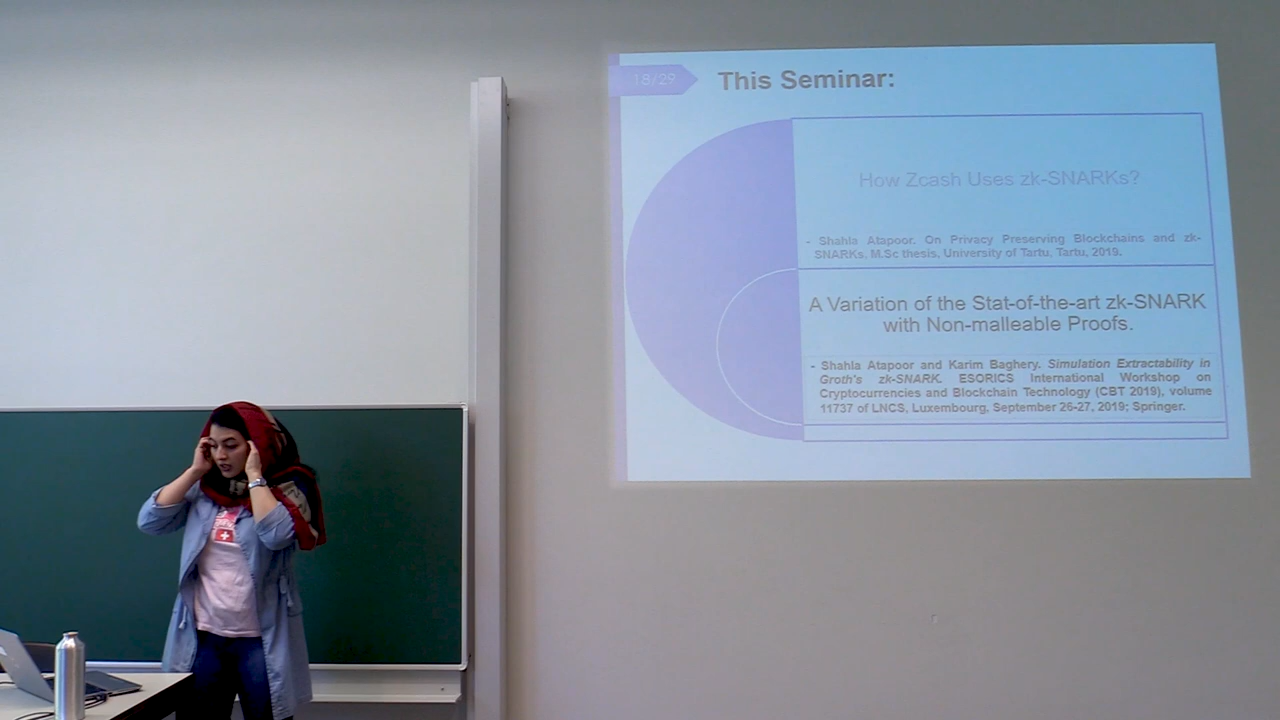 18/29
This Seminar:
How Zcash Uses zk-SNARKs?
- Shahla Atapoor. On Privacy Preserving Blockchains and zk-
SNARKs. M.Sc thesis, University of Tartu, Tartu, 2019.
A Variation of the Stat-of-the-art zk-SNARK
with Non-malleable Proofs.
- Shahla Atapoor and Karim Baghery. Simulation Extractability in
Groth's zk-SNARK. ESORICS International Workshop on
Cryptocurrencies and Blockchain Technology (CBT 2019), volume
11737 of LNCS, Luxembourg, September 26-27, 2019; Springer.